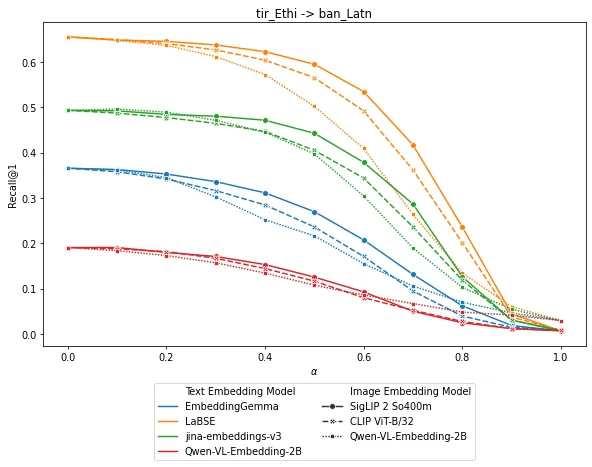 tir_Ethi -> ban_Latn
Recall@1
0.6
0.5
0.4
0.3
0.2
0.1
0.0
0.0 0.2 0.4 0.6 0.8 1.0
α
Text Embedding Model Image Embedding Model
EmbeddingGemma SigLIP 2 So400m
LaBSE CLIP ViT-B/32
jina-embeddings-v3 Qwen-VL-Embedding-2B
Qwen-VL-Embedding-2B